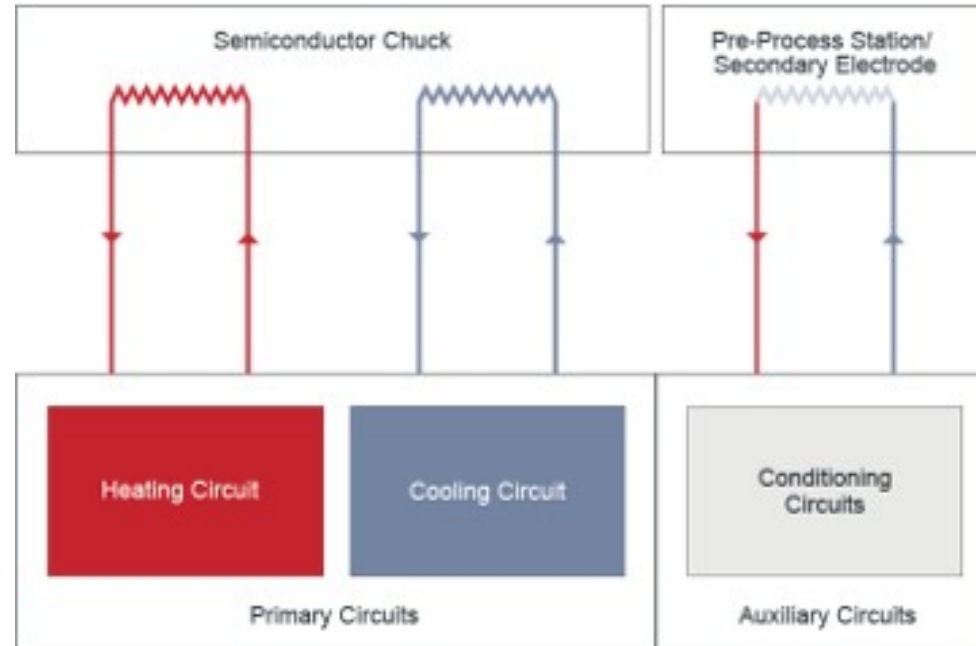 Semiconductor Chuck
Pre-Process Station/
Secondary Electrode
Heating Circuit
Cooling Circuit
Conditioning
Circuits
Primary Circuits
Auxiliary Circuits